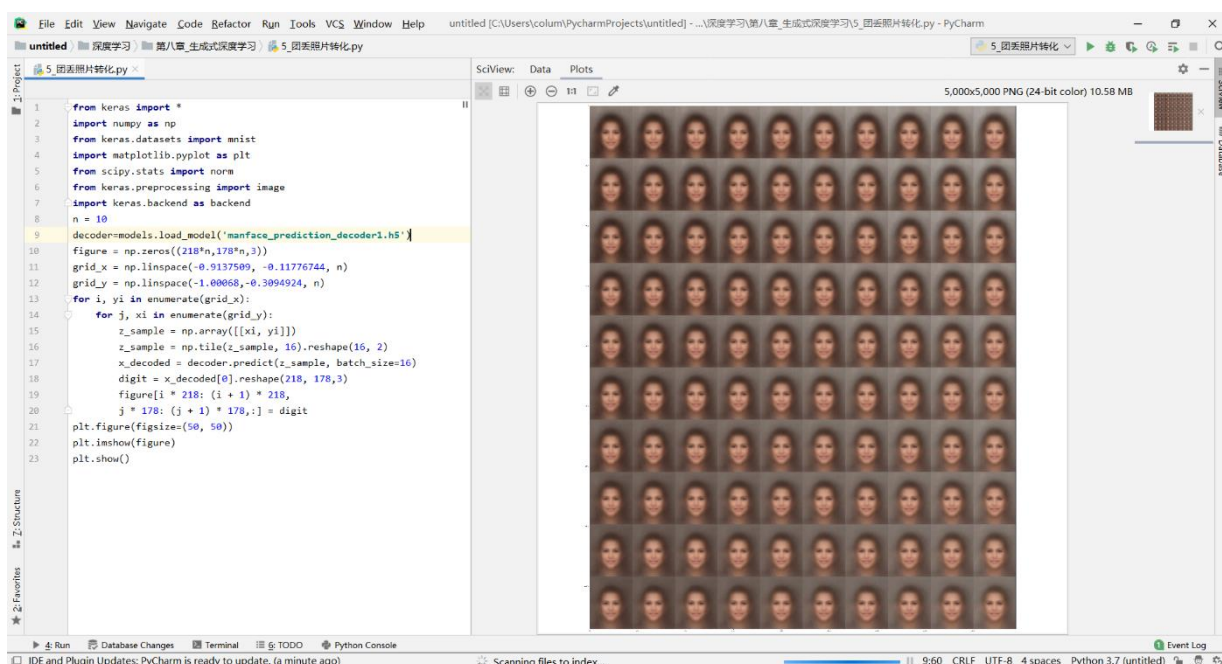 File Edit View Navigate Code Refactor Run Tools VCS Window Help untitled [C:\Users\colum\PycharmProjects\untitled] - ...\深度学习\第八章_生成式深度学习\5_团丢照片转化.py - PyCharm
untitled 深度学习 第八章_生成式深度学习 5_团丢照片转化.py 5_团丢照片转化
5_团丢照片转化.py SciView: Data Plots
1:1 5,000x5,000 PNG (24-bit color) 10.58 MB
1: Project
1 from keras import *
2 import numpy as np
3 from keras.datasets import mnist
4 import matplotlib.pyplot as plt
5 from scipy.stats import norm
6 from keras.preprocessing import image
7 import keras.backend as backend
8 n = 10
9 decoder=models.load_model('manface_prediction_decoder1.h5')
10 figure = np.zeros((218*n,178*n,3))
11 grid_x = np.linspace(-0.9137509, -0.11776744, n)
12 grid_y = np.linspace(-1.00068,-0.3094924, n)
13 for i, yi in enumerate(grid_x):
14 for j, xi in enumerate(grid_y):
15 z_sample = np.array([[xi, yi]])
16 z_sample = np.tile(z_sample, 16).reshape(16, 2)
17 x_decoded = decoder.predict(z_sample, batch_size=16)
18 digit = x_decoded[0].reshape(218, 178,3)
19 figure[i * 218: (i + 1) * 218,
20 j * 178: (j + 1) * 178,:] = digit
21 plt.figure(figsize=(50, 50))
22 plt.imshow(figure)
23 plt.show()
SciView
Database
Z: Structure
2: Favorites
4: Run Database Changes Terminal 6: TODO Python Console 1 Event Log
IDE and Plugin Updates: PyCharm is ready to update. (a minute ago) Scanning files to index... 9:60 CRLF UTF-8 4 spaces Python 3.7 (untitled)